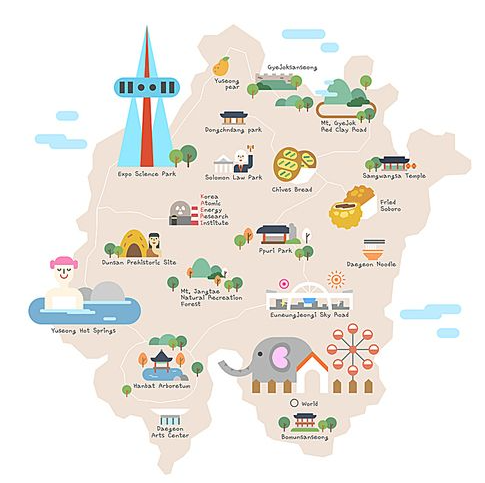 GyeJoksanseong
Yuseong
pear
Mt. GyeJok
Red Clay Road
Dongchndang park
Expo Science Park
Solomon Law Park
Chives Bread
Samgwangsa Temple
Korea
Atomic
Energy
Research
Institute
Fried
Soboro
Ppuri Park
Dunsan Prehistoric Site
Daejeon Noodle
Mt. Jangtae
Natural Recreation
Forest
EuneungJeongi Sky Road
Yuseong Hot Springs
Hanbat Arboretum
O World
Daejeon
Arts Center
Bomunsanseong